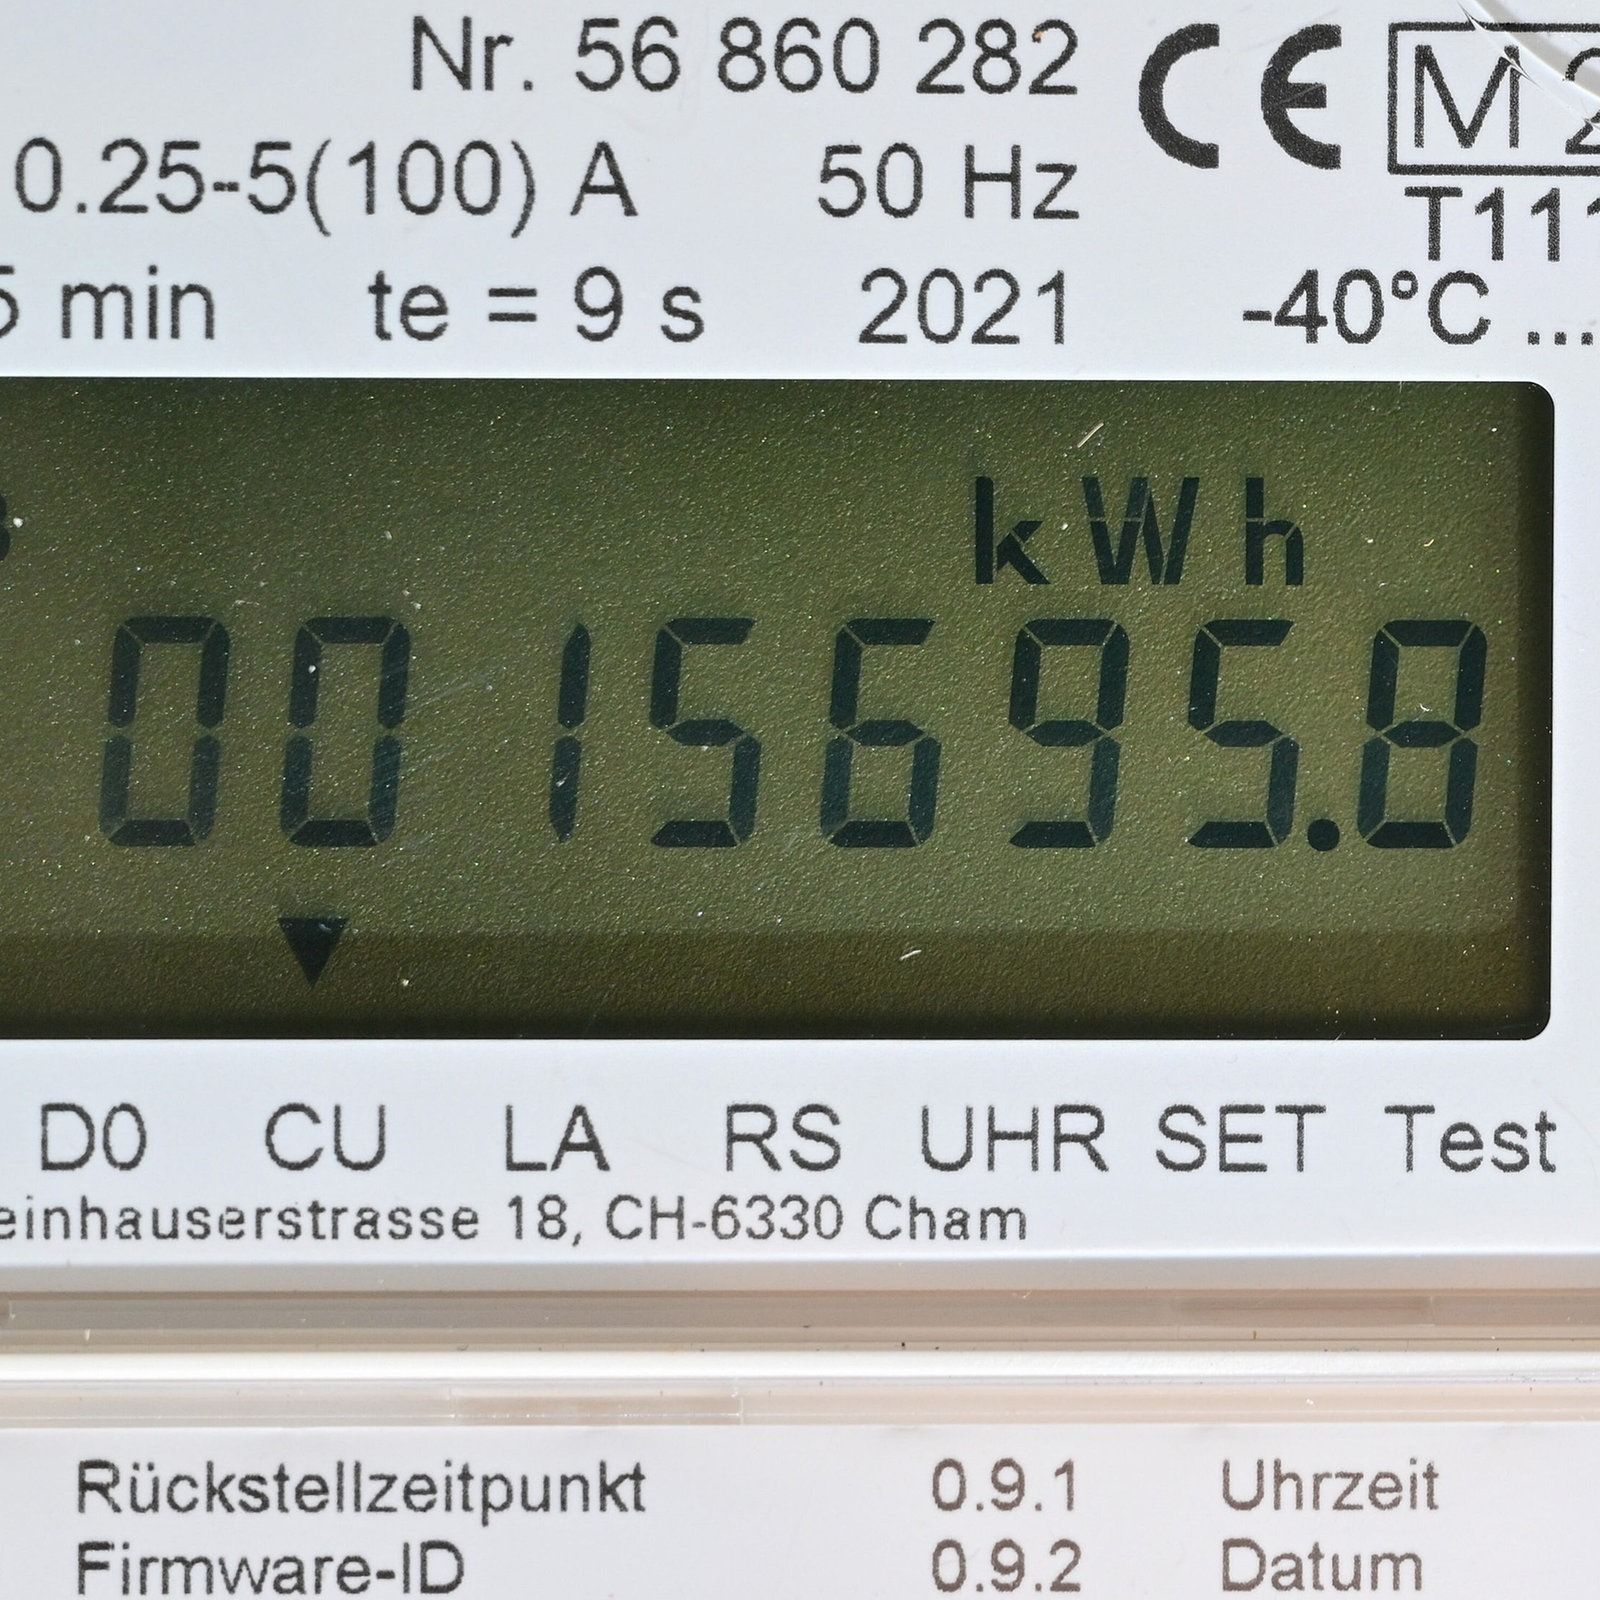 Nr. 56 860 282 CE M
0.25-5(100) A 50 Hz T111
5 min te = 9 s 2021 -40°C ...
kWh
0015695.8
D0 CU LA RS UHR SET Test
einhauserstrasse 18, CH-6330 Cham
Rückstellzeitpunkt 0.9.1 Uhrzeit
Firmware-ID 0.9.2 Datum